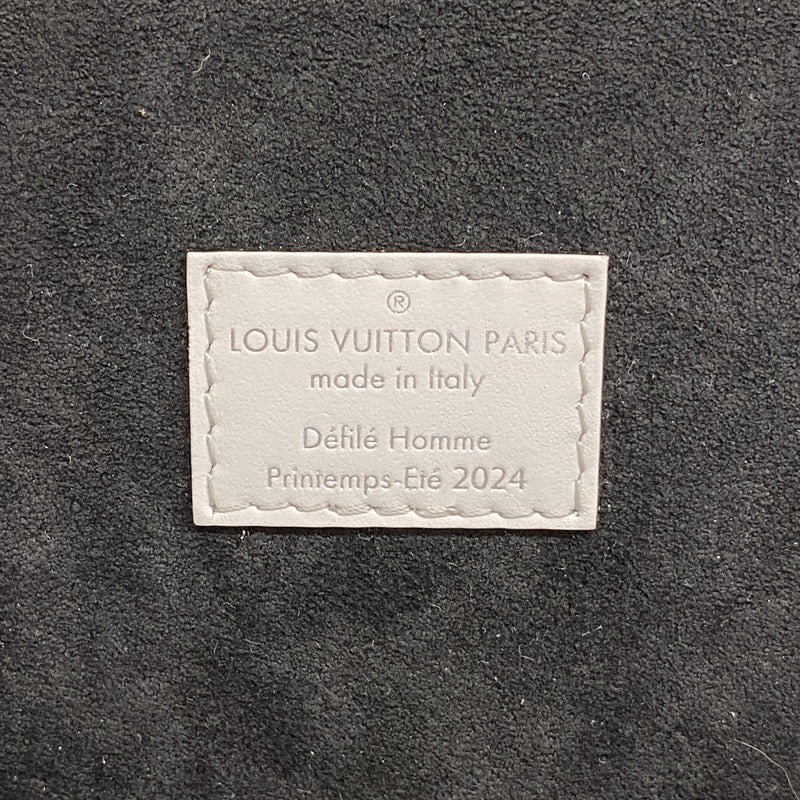 ®
LOUIS VUITTON PARIS
made in Italy
Défilé Homme
Printemps-Eté 2024